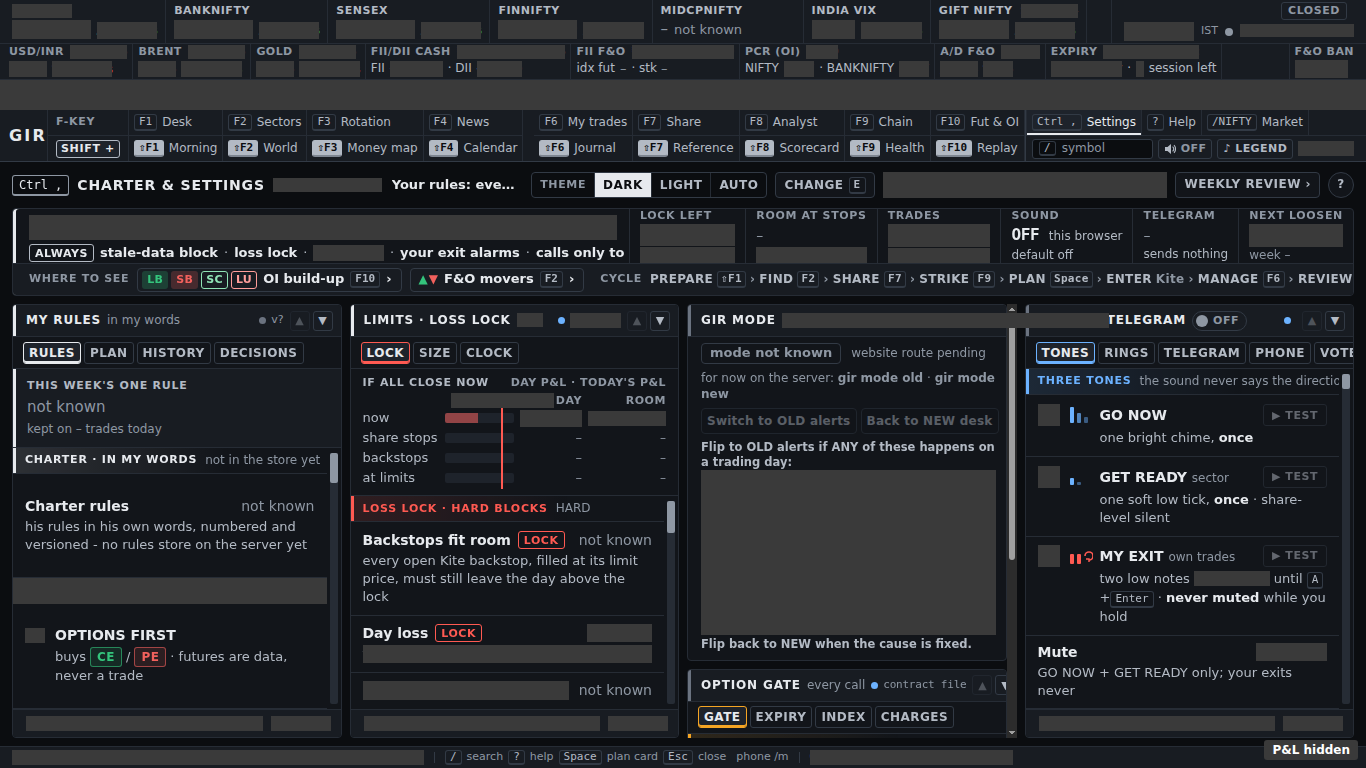 BANKNIFTY SENSEX FINNIFTY MIDCPNIFTY INDIA VIX GIFT NIFTY CLOSED
– not known IST
USD/INR BRENT GOLD FII/DII CASH FII F&O PCR (OI) A/D F&O EXPIRY F&O BAN
FII · DII idx fut – · stk – NIFTY · BANKNIFTY · session left
GIR F-KEY F1 Desk F2 Sectors F3 Rotation F4 News F6 My trades F7 Share F8 Analyst F9 Chain F10 Fut & OI Ctrl , Settings ? Help /NIFTY Market
SHIFT + ⇧F1 Morning ⇧F2 World ⇧F3 Money map ⇧F4 Calendar ⇧F6 Journal ⇧F7 Reference ⇧F8 Scorecard ⇧F9 Health ⇧F10 Replay / symbol OFF ♪ LEGEND
Ctrl , CHARTER & SETTINGS Your rules: eve… THEME DARK LIGHT AUTO CHANGE E WEEKLY REVIEW › ?
LOCK LEFT ROOM AT STOPS TRADES SOUND TELEGRAM NEXT LOOSEN
– OFF this browser –
ALWAYS stale-data block · loss lock · · your exit alarms · calls only to default off sends nothing week –
WHERE TO SEE LB SB SC LU OI build-up F10 › ▲▼ F&O movers F2 › CYCLE PREPARE ⇧F1 › FIND F2 › SHARE F7 › STRIKE F9 › PLAN Space › ENTER Kite › MANAGE F6 › REVIEW
MY RULES in my words v? ▲ ▼
RULES PLAN HISTORY DECISIONS
THIS WEEK'S ONE RULE
not known
kept on – trades today
CHARTER · IN MY WORDS not in the store yet
Charter rules not known
his rules in his own words, numbered and
versioned - no rules store on the server yet
OPTIONS FIRST
buys CE / PE · futures are data,
never a trade
LIMITS · LOSS LOCK ▲ ▼
LOCK SIZE CLOCK
IF ALL CLOSE NOW DAY P&L · TODAY'S P&L
DAY ROOM
now
share stops – –
backstops – –
at limits – –
LOSS LOCK · HARD BLOCKS HARD
Backstops fit room LOCK not known
every open Kite backstop, filled at its limit
price, must still leave the day above the
lock
Day loss LOCK
not known
GIR MODE
mode not known website route pending
for now on the server: gir mode old · gir mode
new
Switch to OLD alerts Back to NEW desk
Flip to OLD alerts if ANY of these happens on
a trading day:
Flip back to NEW when the cause is fixed.
OPTION GATE every call contract file ▲ ▼
GATE EXPIRY INDEX CHARGES
TELEGRAM OFF ▲ ▼
TONES RINGS TELEGRAM PHONE VOTE
THREE TONES the sound never says the directic
GO NOW ▶ TEST
one bright chime, once
GET READY sector ▶ TEST
one soft low tick, once · share-
level silent
MY EXIT own trades ▶ TEST
two low notes until A
+Enter · never muted while you
hold
Mute
GO NOW + GET READY only; your exits
never
/ search ? help Space plan card Esc close phone /m
P&L hidden